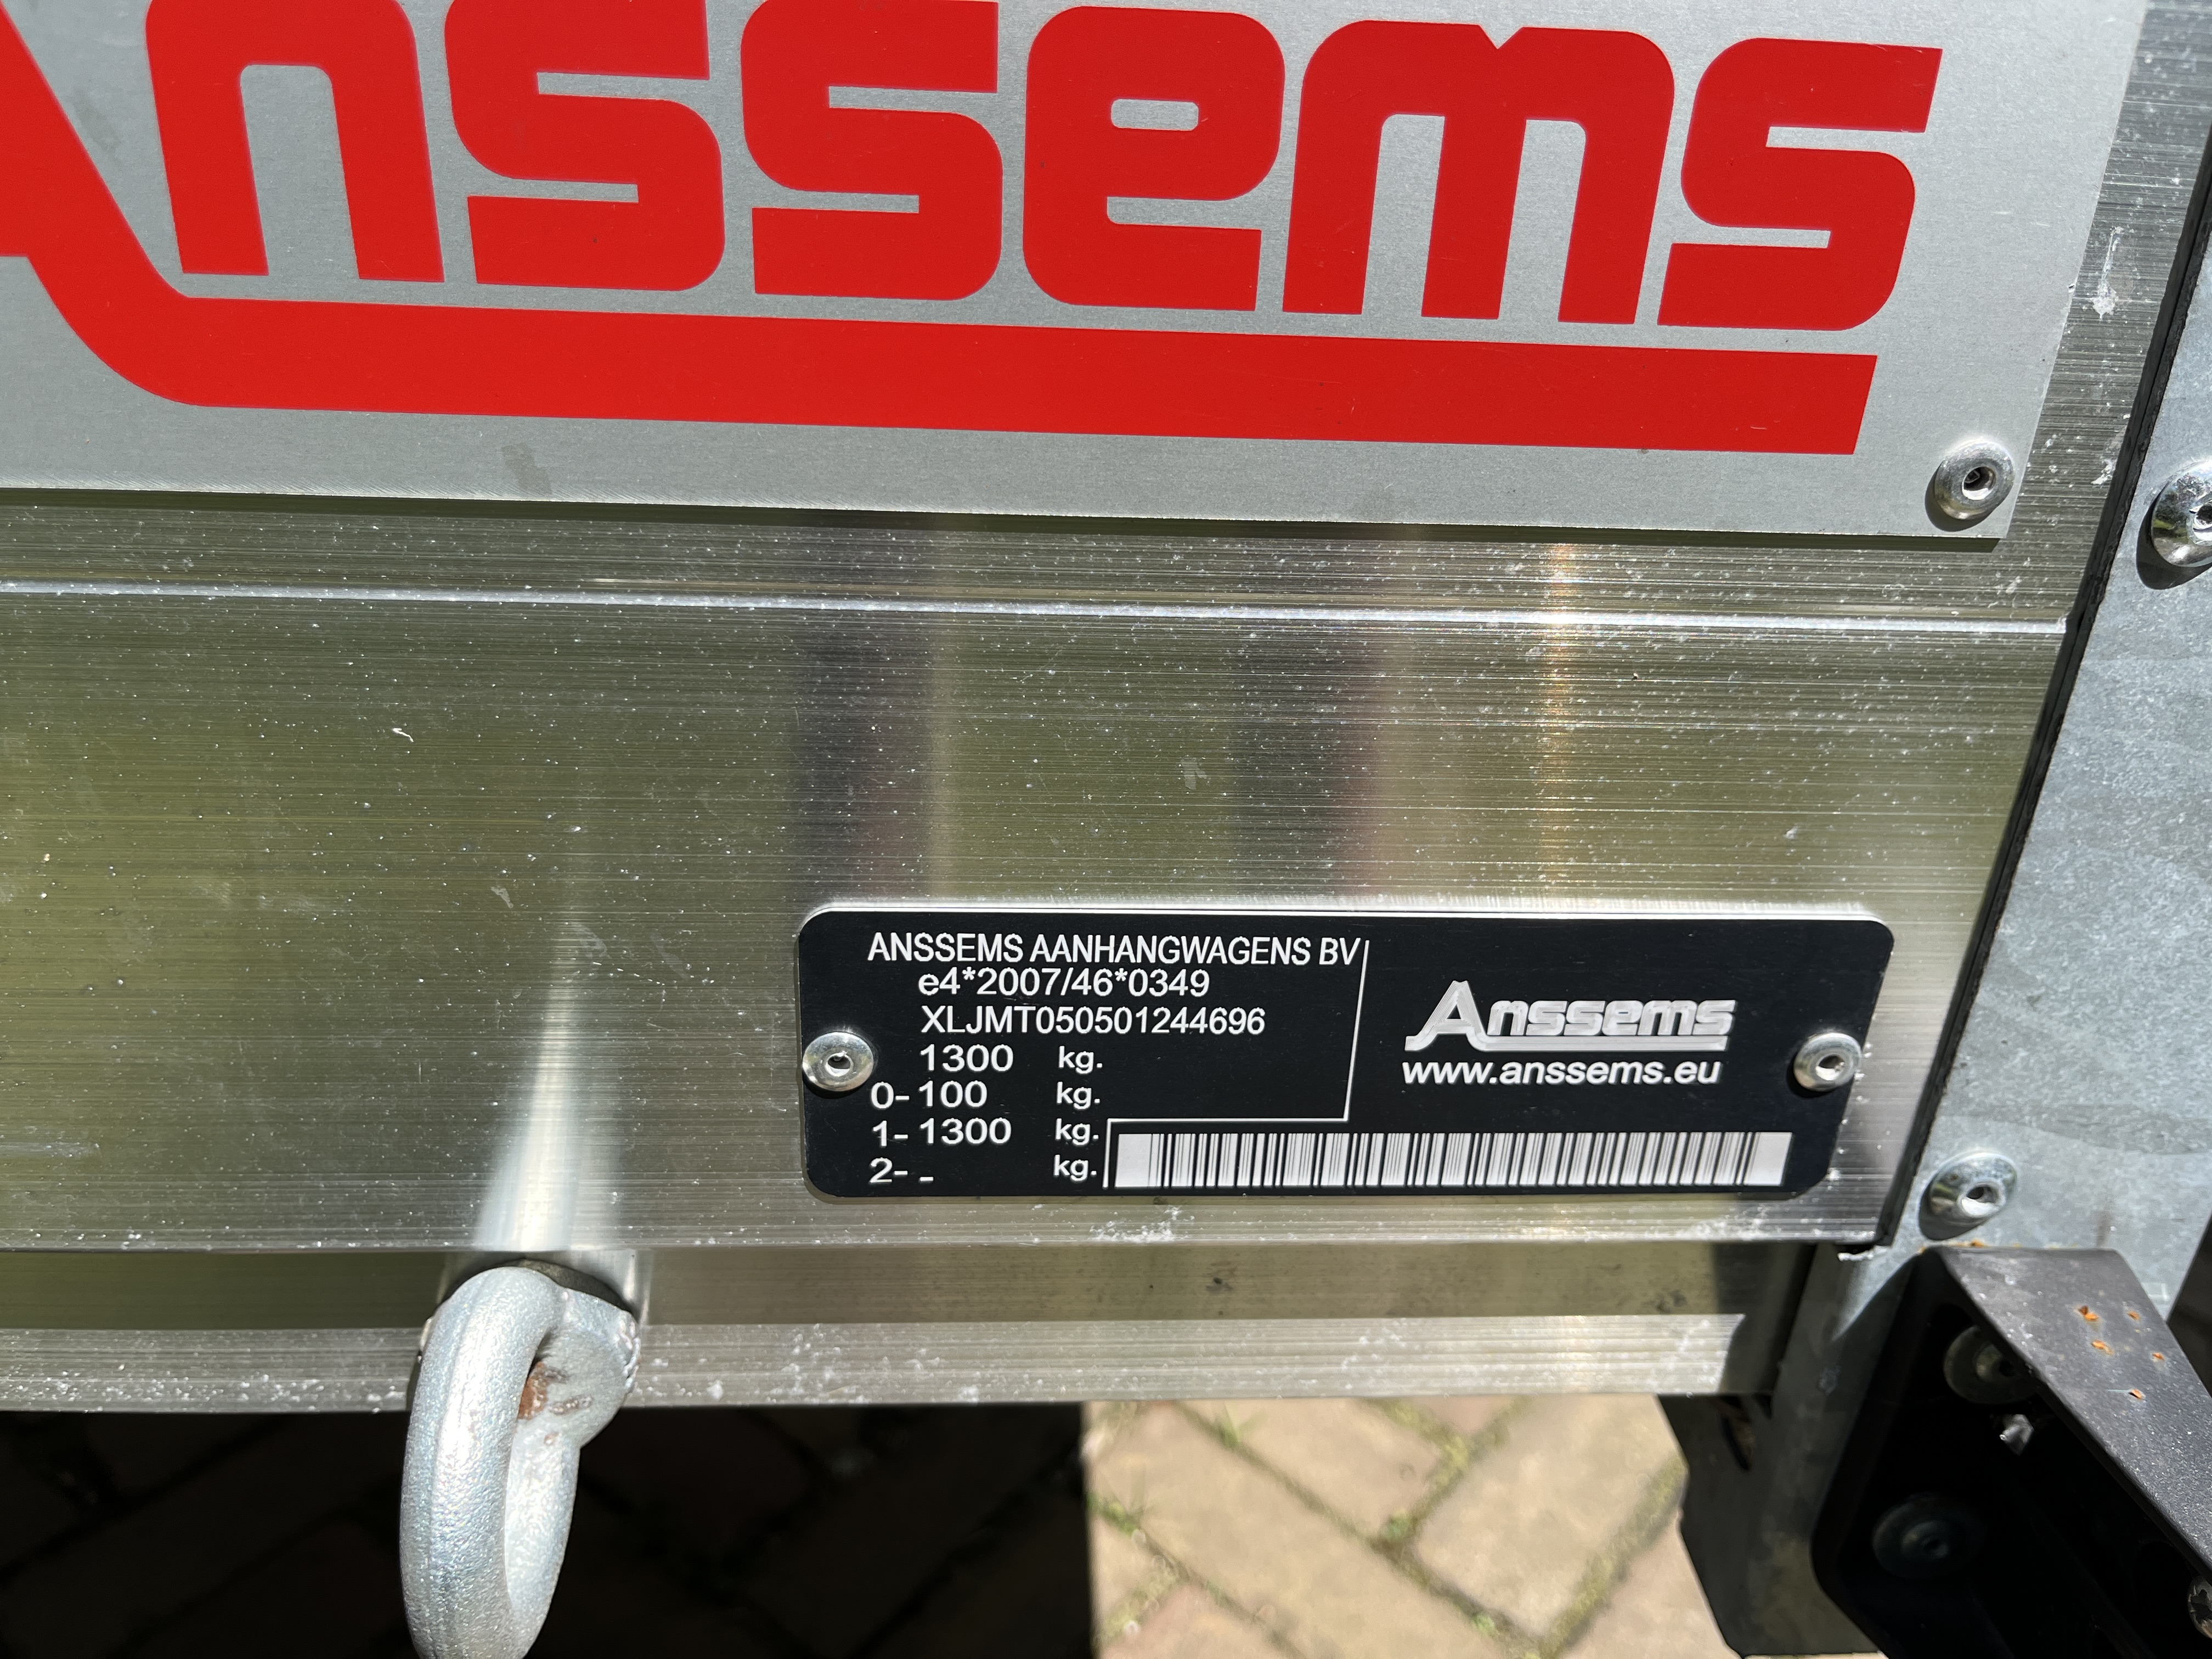 Anssems
ANSSEMS AANHANGWAGENS BV
e4*2007/46*0349
XLJMT050501244696
1300 kg.
0- 100 kg.
1- 1300 kg.
2- - kg.
Anssems
www.anssems.eu